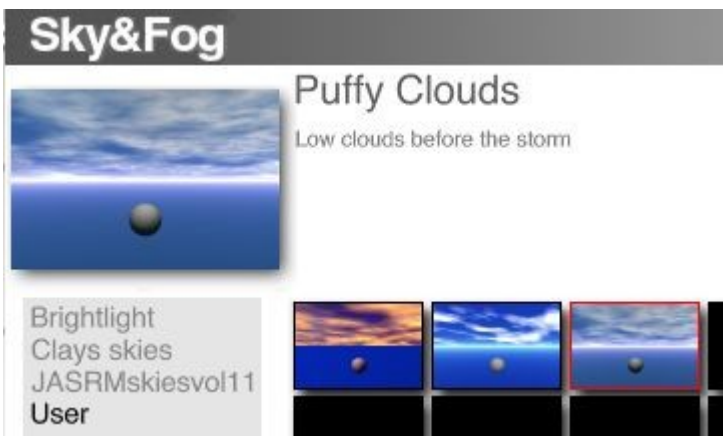 Sky&Fog
Puffy Clouds
Low clouds before the storm
Brightlight
Clays skies
JASRMskiesvol11
User